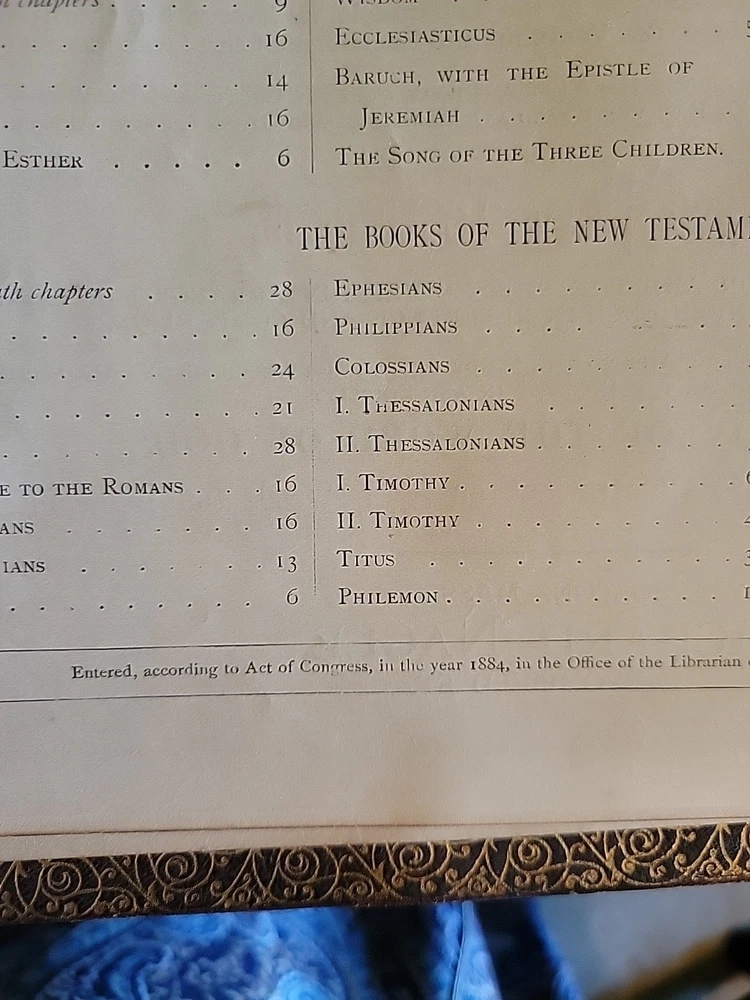 chapters . . . . . 9
. . . . . . . . 16
. . . . . . . . 14
. . . . . . . . 16
ESTHER . . . . . 6
WISDOM . .
ECCLESIASTICUS . . . . . .
BARUCH, WITH THE EPISTLE OF
JEREMIAH . . . . . . .
THE SONG OF THE THREE CHILDREN.
THE BOOKS OF THE NEW
chapters . . . . 28
. . . . . . . . . 16
. . . . . . . . . 24
. . . . . . . . . 21
. . . . . . . . . 28
TO THE ROMANS . . . 16
ANS . . . . . . . 16
IANS . . . . . . . 13
. . . . . . . . . 6
EPHESIANS . . . . . . .
PHILIPPIANS . . . . . . .
COLOSSIANS . . . . . . .
I. THESSALONIANS . . . . . .
II. THESSALONIANS . . . . . .
I. TIMOTHY . . . . . . . .
II. TIMOTHY . . . . . . . .
TITUS . . . . . . . . .
PHILEMON . . . . . . . . .
Entered, according to Act of Congress, in the year 1884, in the Office of the Librarian